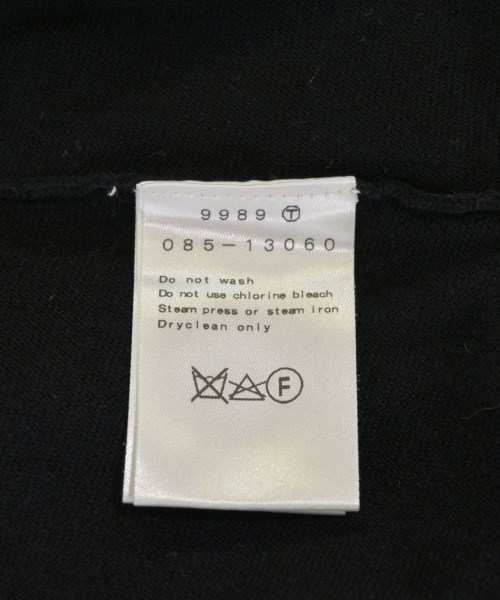 9989 Ⓣ
085-13060
Do not wash
Do not use chlorine bleach
Steam press or steam iron
Dryclean only
F